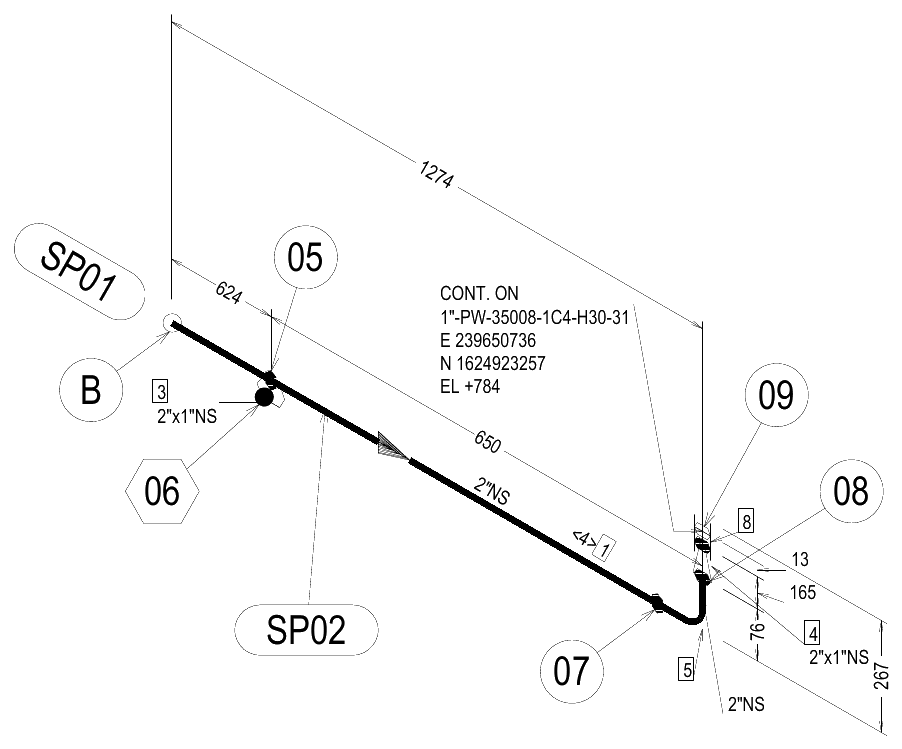 1274
SP01
05
624
CONT. ON
1"-PW-35008-1C4-H30-31
E 239650736
N 1624923257
EL +784
B
3
2"x1"NS
09
650
06
2"NS
08
8
<4> 1
13
165
SP02
76
4
2"x1"NS
07
5
267
2"NS